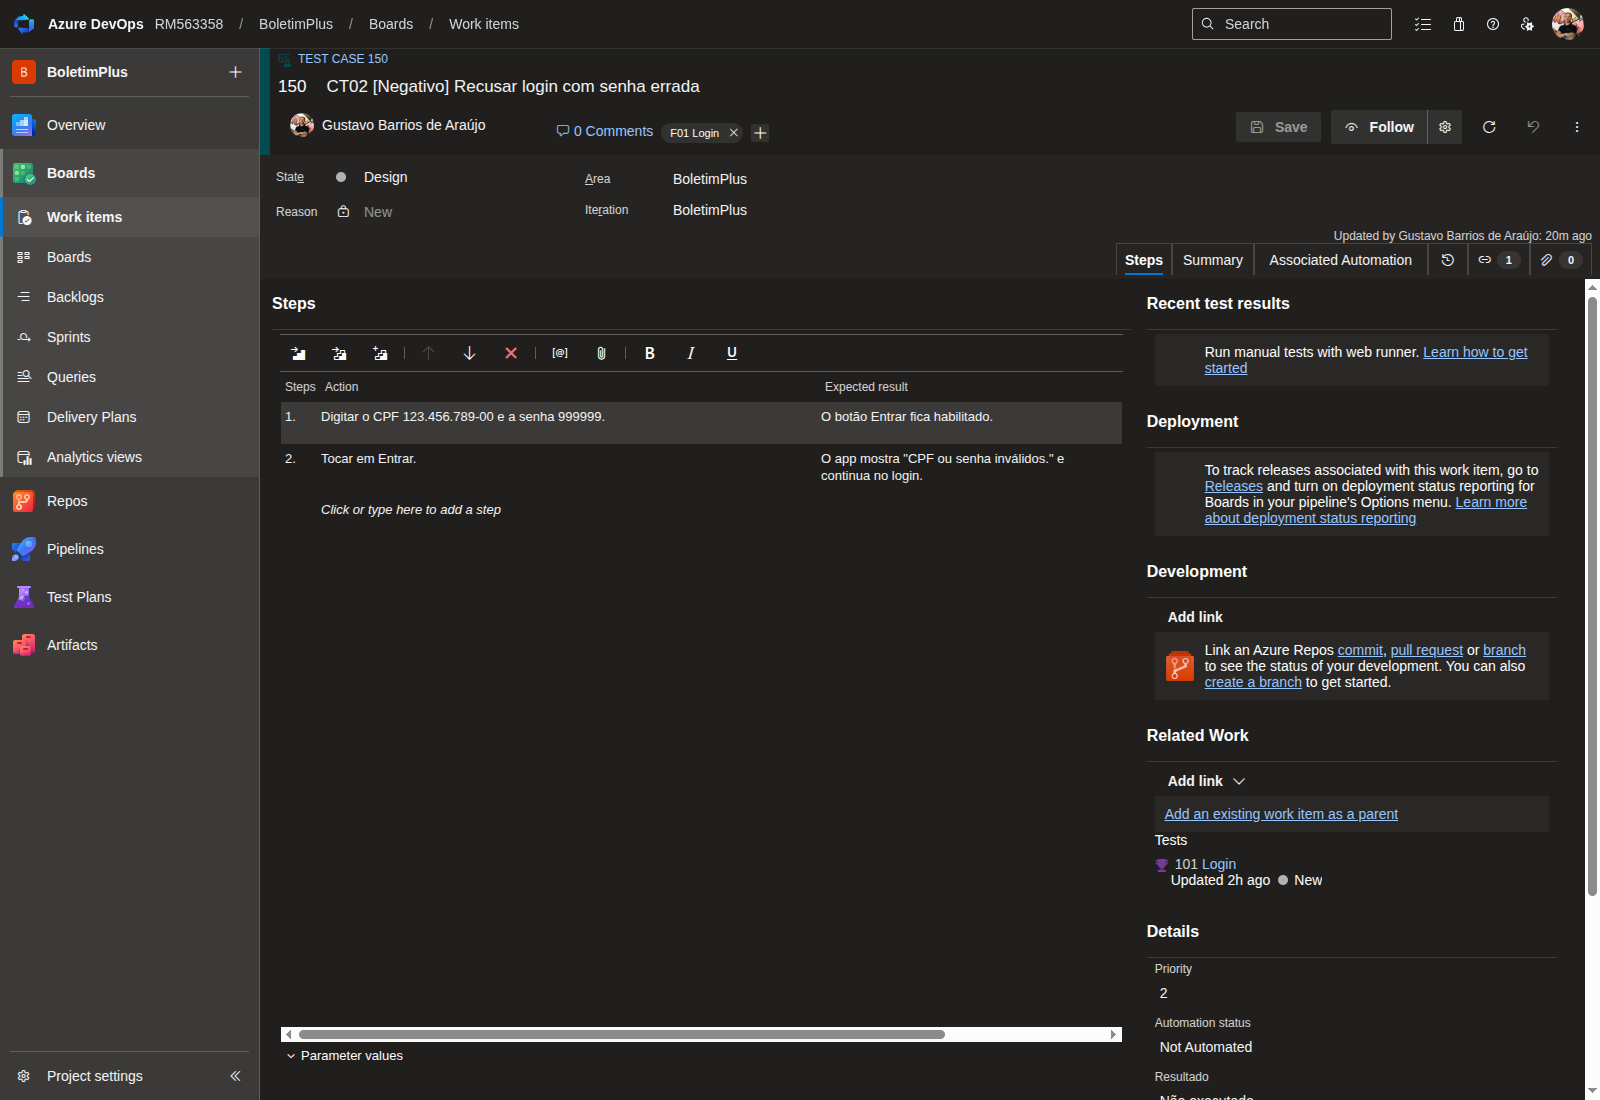 Azure DevOps RM563358 / BoletimPlus / Boards / Work items
Search
B BoletimPlus
Overview
Boards
Work items
Boards
Backlogs
Sprints
Queries
Delivery Plans
Analytics views
Repos
Pipelines
Test Plans
Artifacts
Project settings
TEST CASE 150
150 CT02 [Negativo] Recusar login com senha errada
Gustavo Barrios de Araújo
0 Comments
F01 Login
Save
Follow
State
Design
Area
BoletimPlus
Reason
New
Iteration
BoletimPlus
Updated by Gustavo Barrios de Araújo: 20m ago
Steps
Summary
Associated Automation
1
0
Steps
[@]
B
I
U
Steps Action Expected result
1. Digitar o CPF 123.456.789-00 e a senha 999999. O botão Entrar fica habilitado.
2. Tocar em Entrar. O app mostra "CPF ou senha inválidos." e
continua no login.
Click or type here to add a step
Parameter values
Recent test results
Run manual tests with web runner. Learn how to get
started
Deployment
To track releases associated with this work item, go to
Releases and turn on deployment status reporting for
Boards in your pipeline's Options menu. Learn more
about deployment status reporting
Development
Add link
Link an Azure Repos commit, pull request or branch
to see the status of your development. You can also
create a branch to get started.
Related Work
Add link
Add an existing work item as a parent
Tests
101 Login
Updated 2h ago New
Details
Priority
2
Automation status
Not Automated
Resultado
Não executado